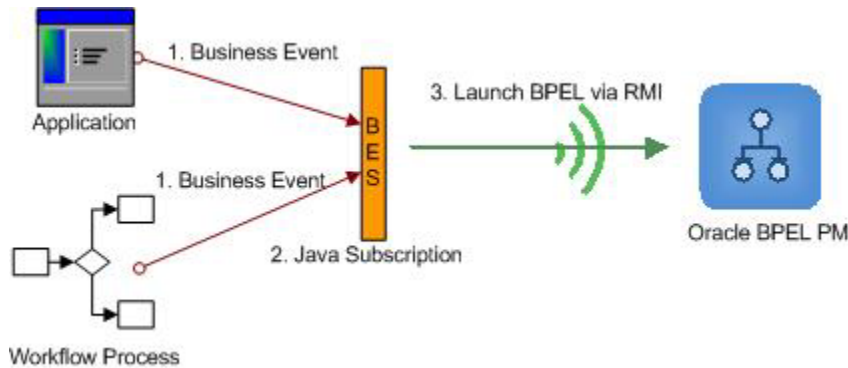 1. Business Event
Application
B
E
S
3. Launch BPEL via RMI
1. Business Event
2. Java Subscription
Oracle BPEL PM
Workflow Process